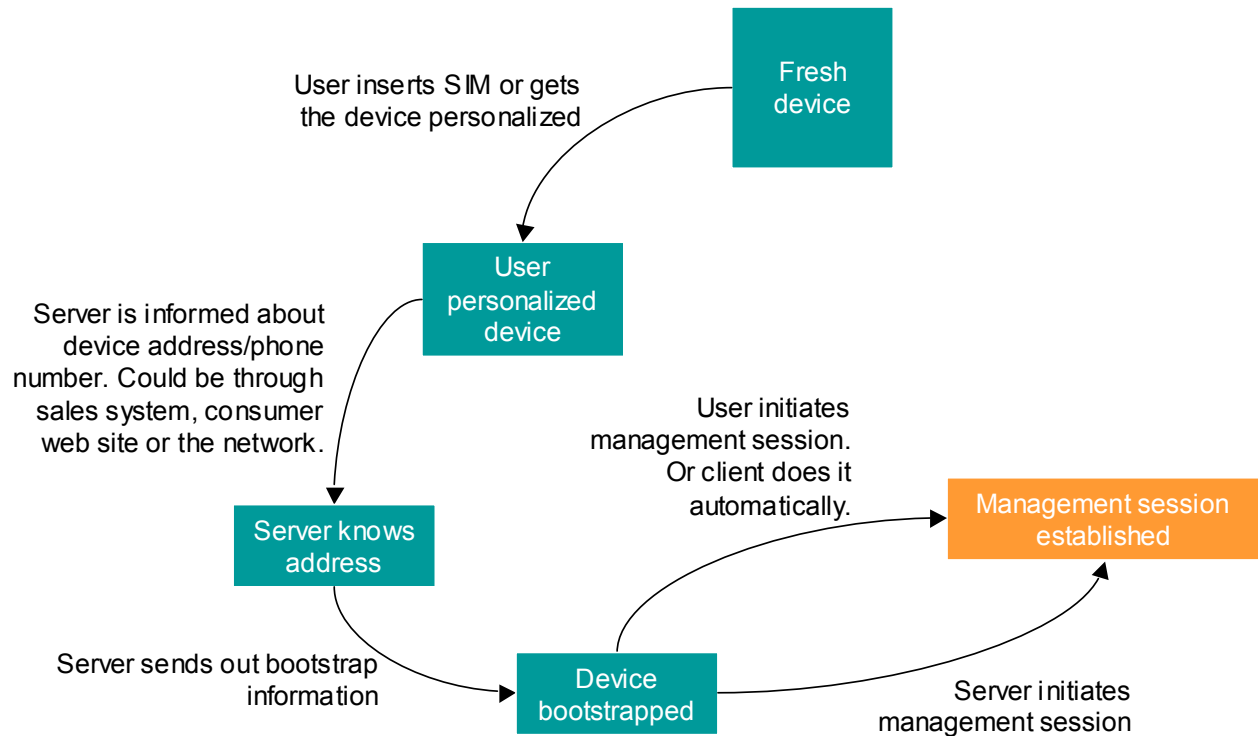 Fresh
device
User inserts SIM or gets
the device personalized
User
personalized
device
Server is informed about
device address/phone
number. Could be through
sales system, consumer
web site or the network.
User initiates
management session.
Or client does it
automatically.
Management session
established
Server knows
address
Server sends out bootstrap
information
Device
bootstrapped
Server initiates
management session